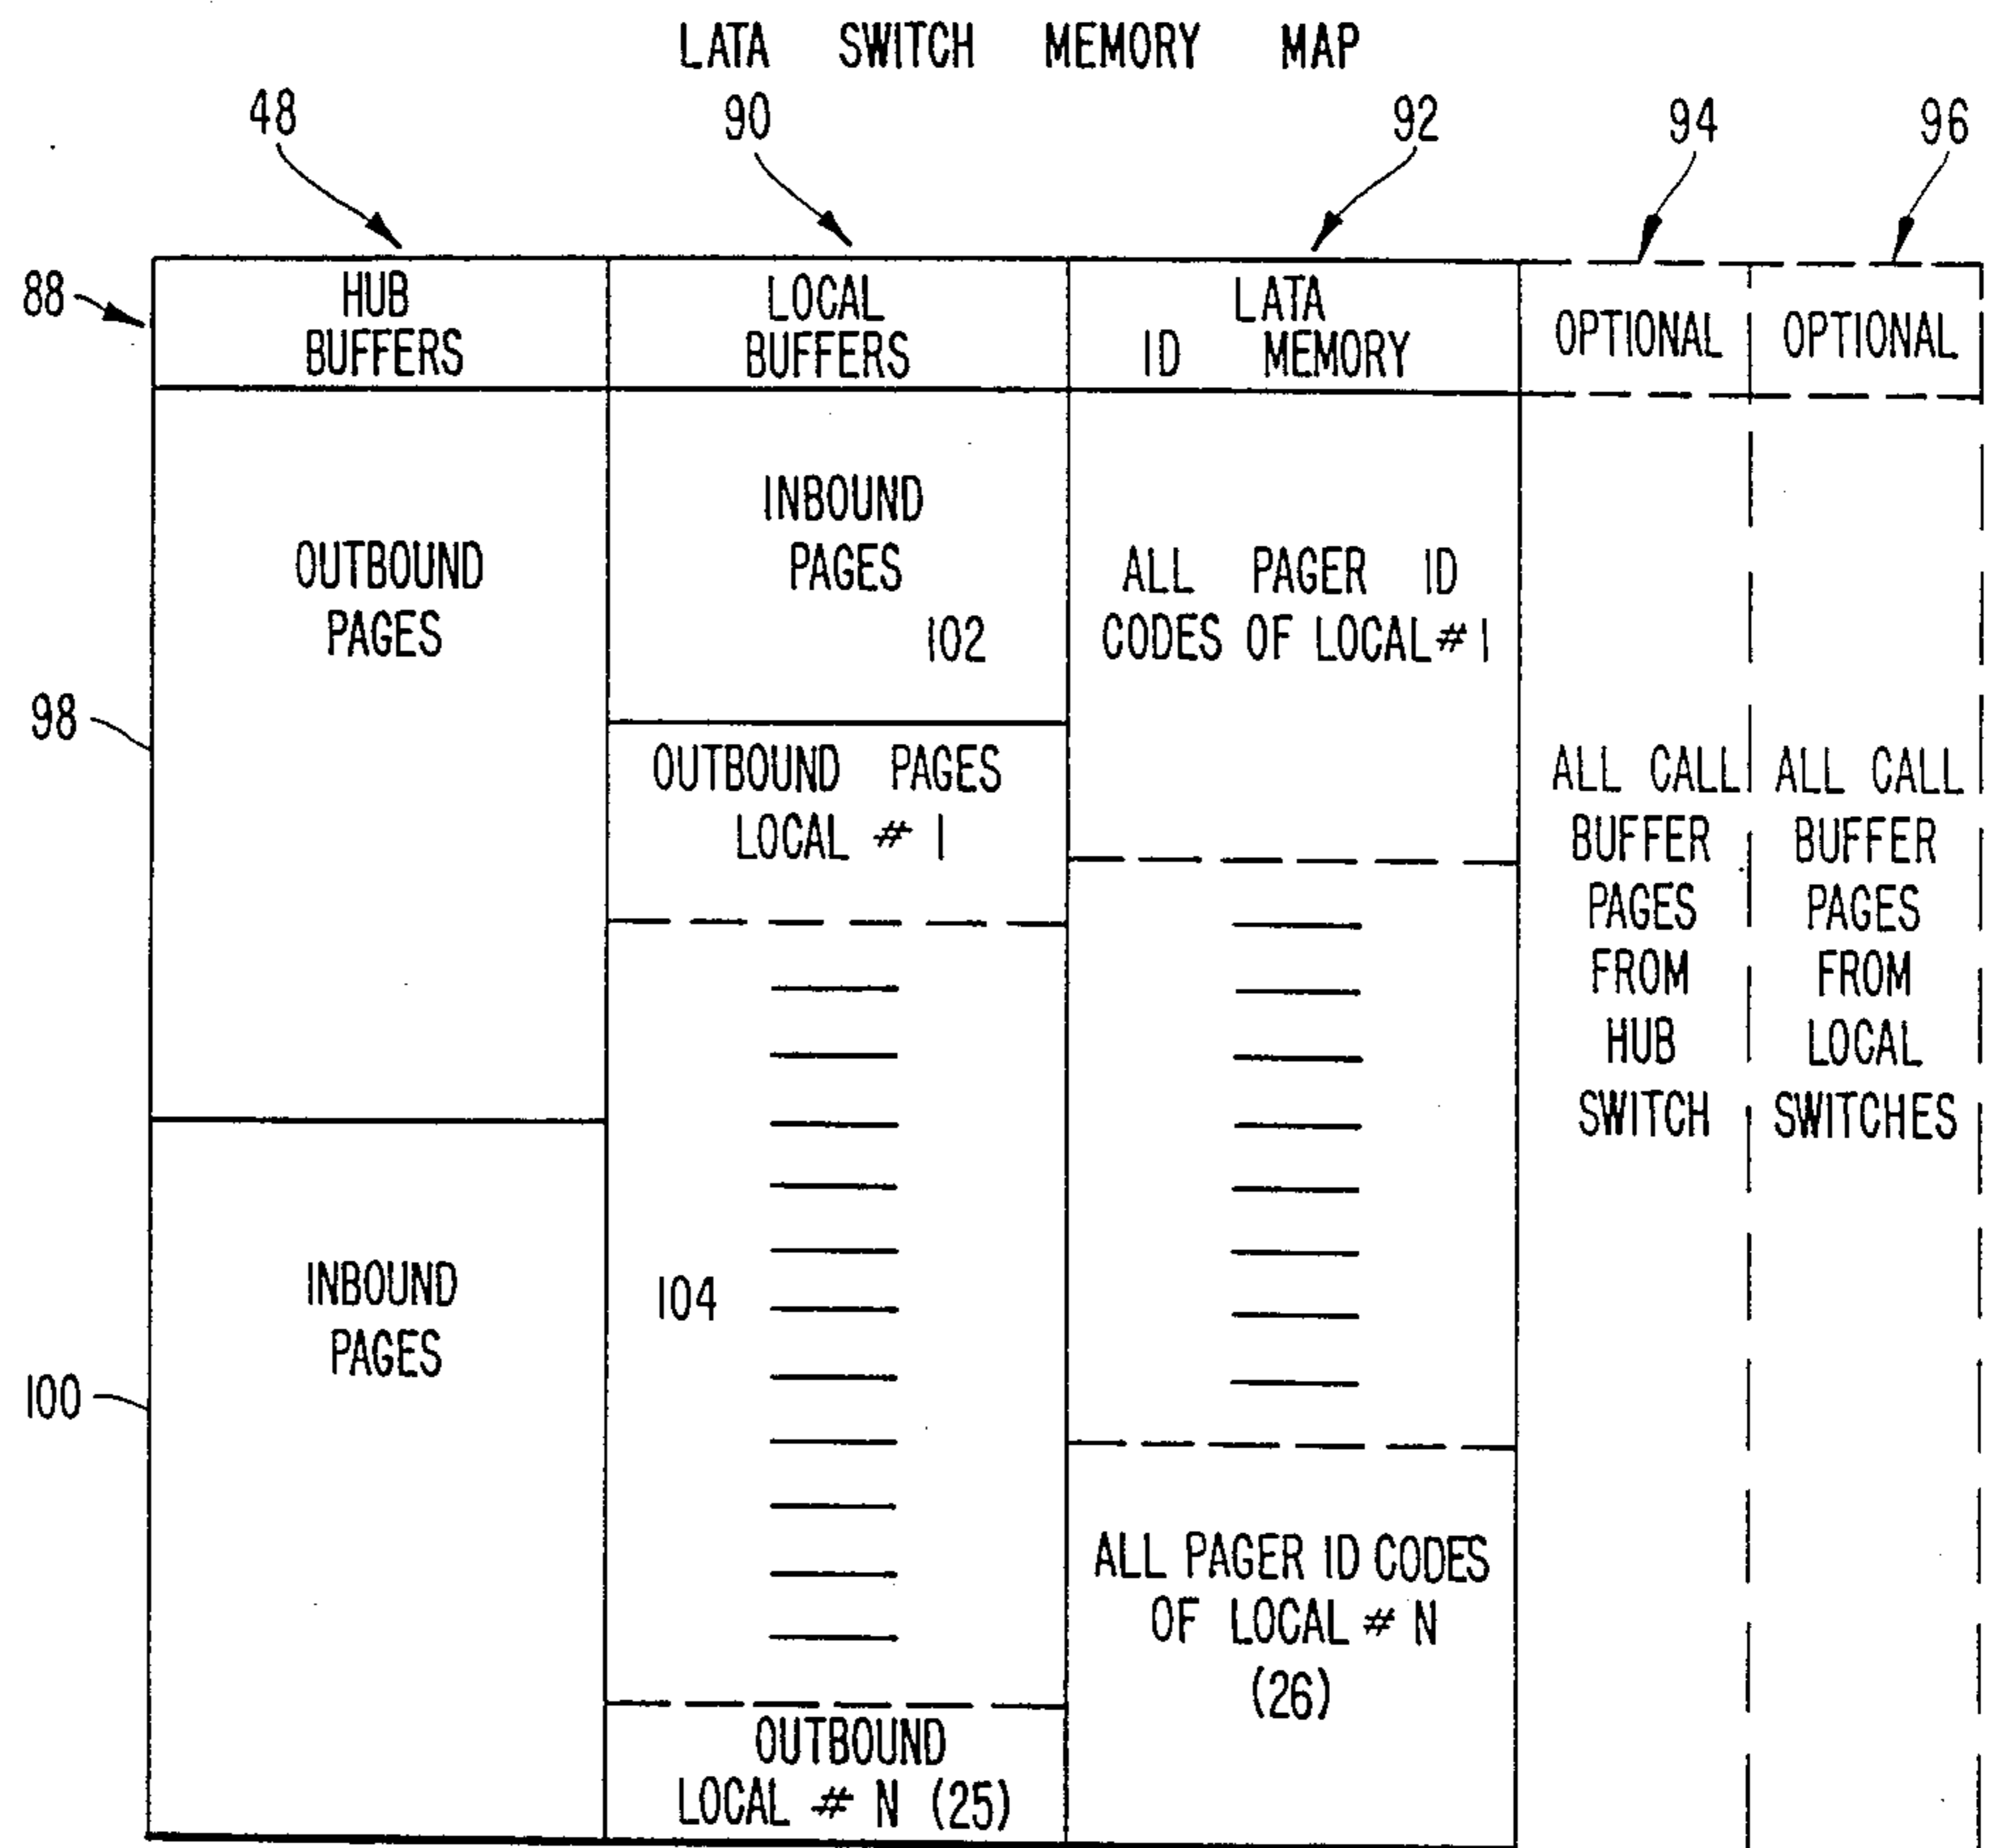 LATA SWITCH MEMORY MAP
48
90
92
94
96
88
HUB
BUFFERS
LOCAL
BUFFERS
LATA
ID MEMORY
OPTIONAL
OPTIONAL
OUTBOUND
PAGES
98
INBOUND
PAGES
100
INBOUND
PAGES
102
OUTBOUND PAGES
LOCAL # 1
104
OUTBOUND
LOCAL # N (25)
ALL PAGER ID
CODES OF LOCAL # 1
ALL PAGER ID CODES
OF LOCAL # N
(26)
ALL CALL
BUFFER
PAGES
FROM
HUB
SWITCH
ALL CALL
BUFFER
PAGES
FROM
LOCAL
SWITCHES